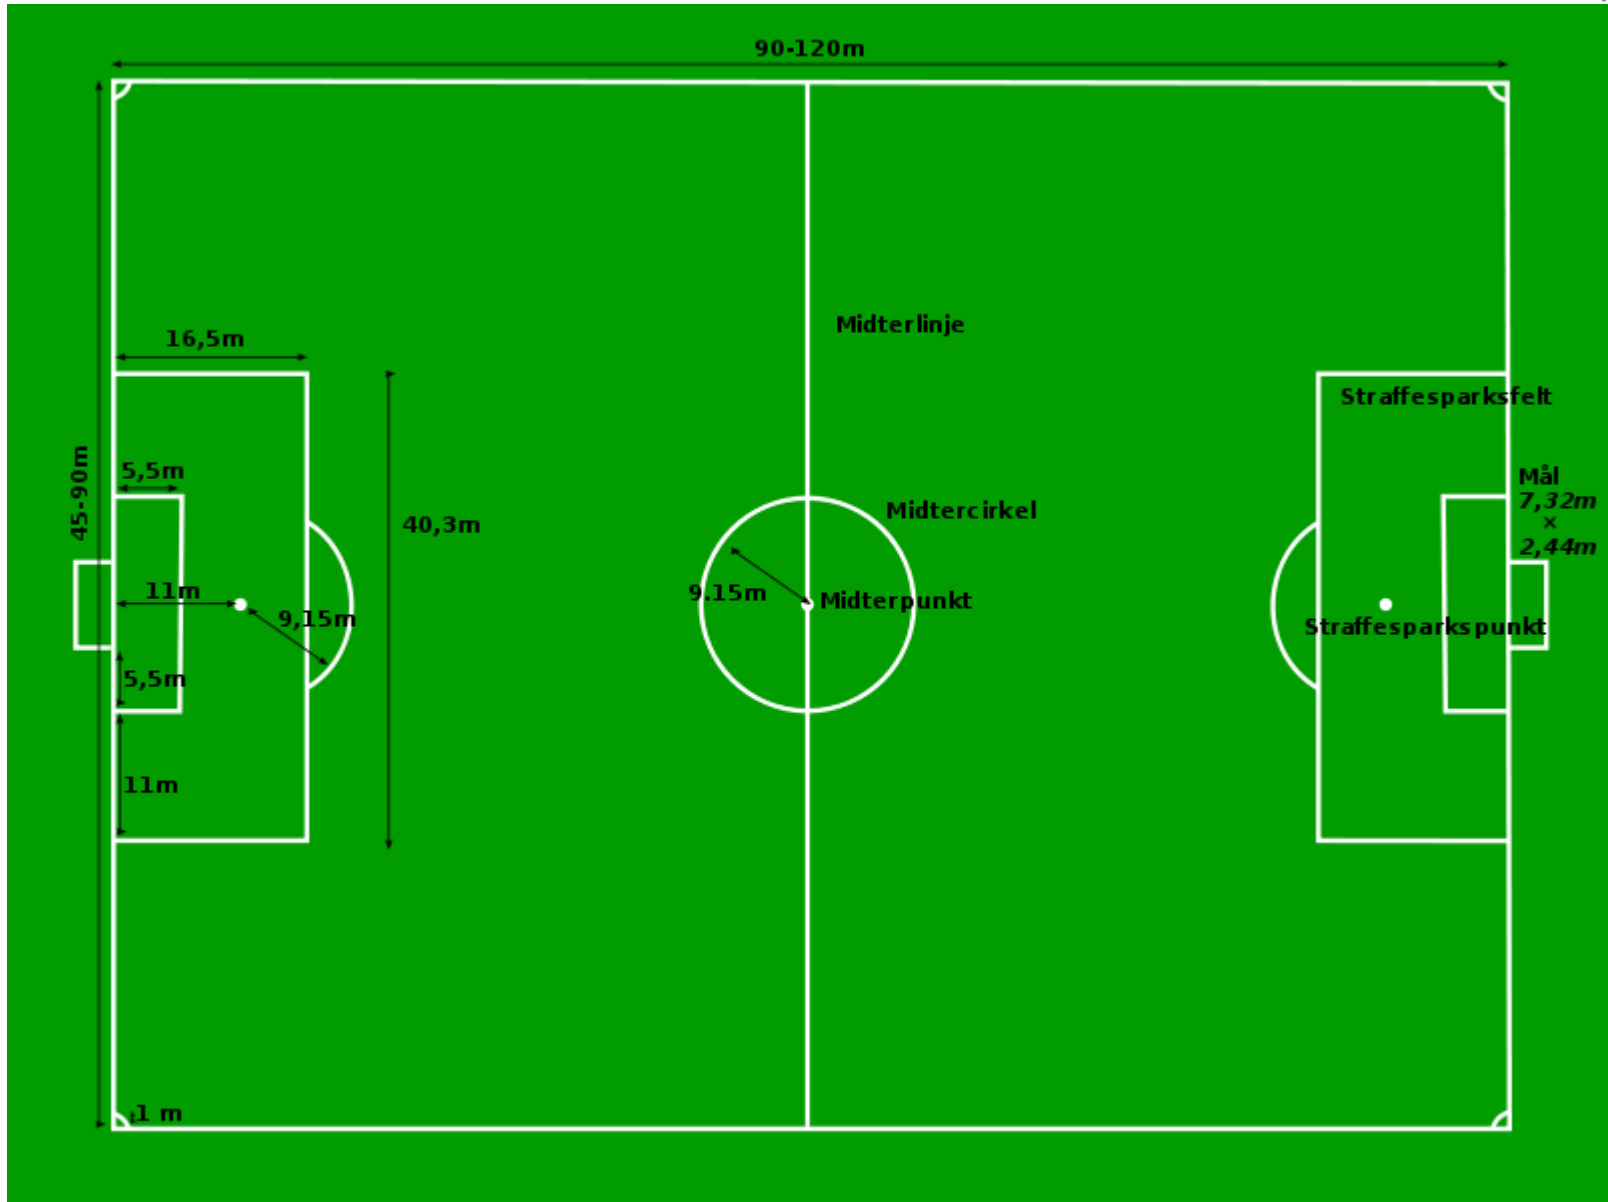 90-120m
45-90m
16,5m
Midterlinje
Straffesparksfelt
5,5m
Mål
7,32m
×
2,44m
40,3m
Midtercirkel
11m
9,15m
9.15m
Midterpunkt
Straffesparkspunkt
5,5m
11m
1 m